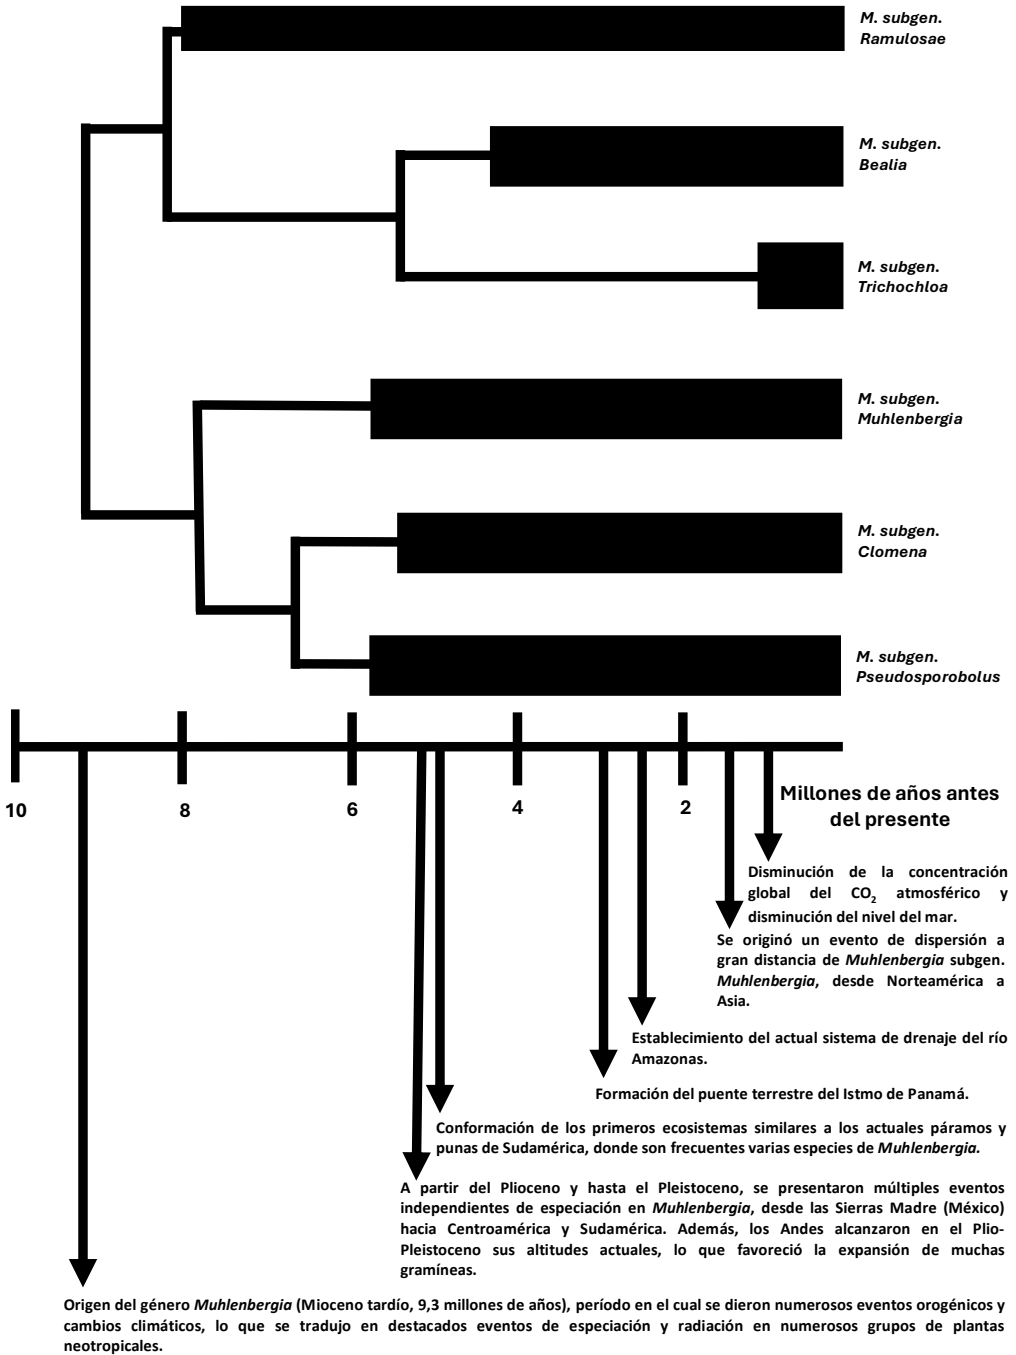 M. subgen.
Ramulosae
M. subgen.
Bealia
M. subgen.
Trichochloa
M. subgen.
Muhlenbergia
M. subgen.
Clomena
M. subgen.
Pseudosporobolus
10 8 6 4 2
Millones de años antes
del presente
Disminución de la concentración
global del CO₂ atmosférico y
disminución del nivel del mar.
Se originó un evento de dispersión a
gran distancia de Muhlenbergia subgen.
Muhlenbergia, desde Norteamérica a
Asia.
Establecimiento del actual sistema de drenaje del río
Amazonas.
Formación del puente terrestre del Istmo de Panamá.
Conformación de los primeros ecosistemas similares a los actuales páramos y
punas de Sudamérica, donde son frecuentes varias especies de Muhlenbergia.
A partir del Plioceno y hasta el Pleistoceno, se presentaron múltiples eventos
independientes de especiación en Muhlenbergia, desde las Sierras Madre (México)
hacia Centroamérica y Sudamérica. Además, los Andes alcanzaron en el Plio-
Pleistoceno sus altitudes actuales, lo que favoreció la expansión de muchas
gramíneas.
Origen del género Muhlenbergia (Mioceno tardío, 9,3 millones de años), período en el cual se dieron numerosos eventos orogénicos y
cambios climáticos, lo que se tradujo en destacados eventos de especiación y radiación en numerosos grupos de plantas
neotropicales.